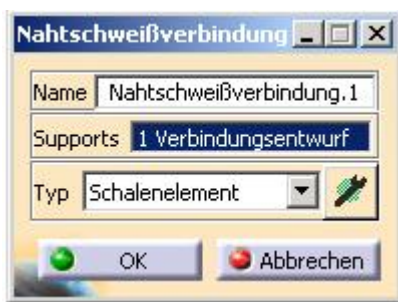 Nahtschweißverbindung
Name Nahtschweißverbindung.1
Supports 1 Verbindungsentwurf
Typ Schalenelement
OK Abbrechen